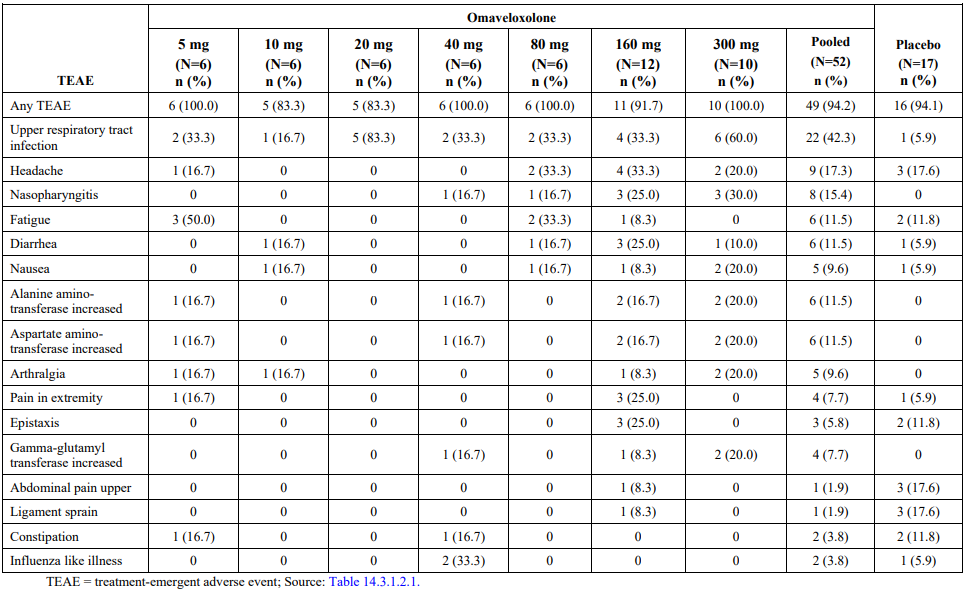 Omaveloxolone
TEAE 5 mg (N=6) n (%) 10 mg (N=6) n (%) 20 mg (N=6) n (%) 40 mg (N=6) n (%) 80 mg (N=6) n (%) 160 mg (N=12) n (%) 300 mg (N=10) n (%) Pooled (N=52) n (%) Placebo (N=17) n (%)
Any TEAE 6 (100.0) 5 (83.3) 5 (83.3) 6 (100.0) 6 (100.0) 11 (91.7) 10 (100.0) 49 (94.2) 16 (94.1)
Upper respiratory tract infection 2 (33.3) 1 (16.7) 5 (83.3) 2 (33.3) 2 (33.3) 4 (33.3) 6 (60.0) 22 (42.3) 1 (5.9)
Headache 1 (16.7) 0 0 0 2 (33.3) 4 (33.3) 2 (20.0) 9 (17.3) 3 (17.6)
Nasopharyngitis 0 0 0 1 (16.7) 1 (16.7) 3 (25.0) 3 (30.0) 8 (15.4) 0
Fatigue 3 (50.0) 0 0 0 2 (33.3) 1 (8.3) 0 6 (11.5) 2 (11.8)
Diarrhea 0 1 (16.7) 0 0 1 (16.7) 3 (25.0) 1 (10.0) 6 (11.5) 1 (5.9)
Nausea 0 1 (16.7) 0 0 1 (16.7) 1 (8.3) 2 (20.0) 5 (9.6) 1 (5.9)
Alanine amino-transferase increased 1 (16.7) 0 0 1 (16.7) 0 2 (16.7) 2 (20.0) 6 (11.5) 0
Aspartate amino-transferase increased 1 (16.7) 0 0 1 (16.7) 0 2 (16.7) 2 (20.0) 6 (11.5) 0
Arthralgia 1 (16.7) 1 (16.7) 0 0 0 1 (8.3) 2 (20.0) 5 (9.6) 0
Pain in extremity 1 (16.7) 0 0 0 0 3 (25.0) 0 4 (7.7) 1 (5.9)
Epistaxis 0 0 0 0 0 3 (25.0) 0 3 (5.8) 2 (11.8)
Gamma-glutamyl transferase increased 0 0 0 1 (16.7) 0 1 (8.3) 2 (20.0) 4 (7.7) 0
Abdominal pain upper 0 0 0 0 0 1 (8.3) 0 1 (1.9) 3 (17.6)
Ligament sprain 0 0 0 0 0 1 (8.3) 0 1 (1.9) 3 (17.6)
Constipation 1 (16.7) 0 0 1 (16.7) 0 0 0 2 (3.8) 2 (11.8)
Influenza like illness 0 0 0 2 (33.3) 0 0 0 2 (3.8) 1 (5.9)
TEAE = treatment-emergent adverse event; Source: Table 14.3.1.2.1.